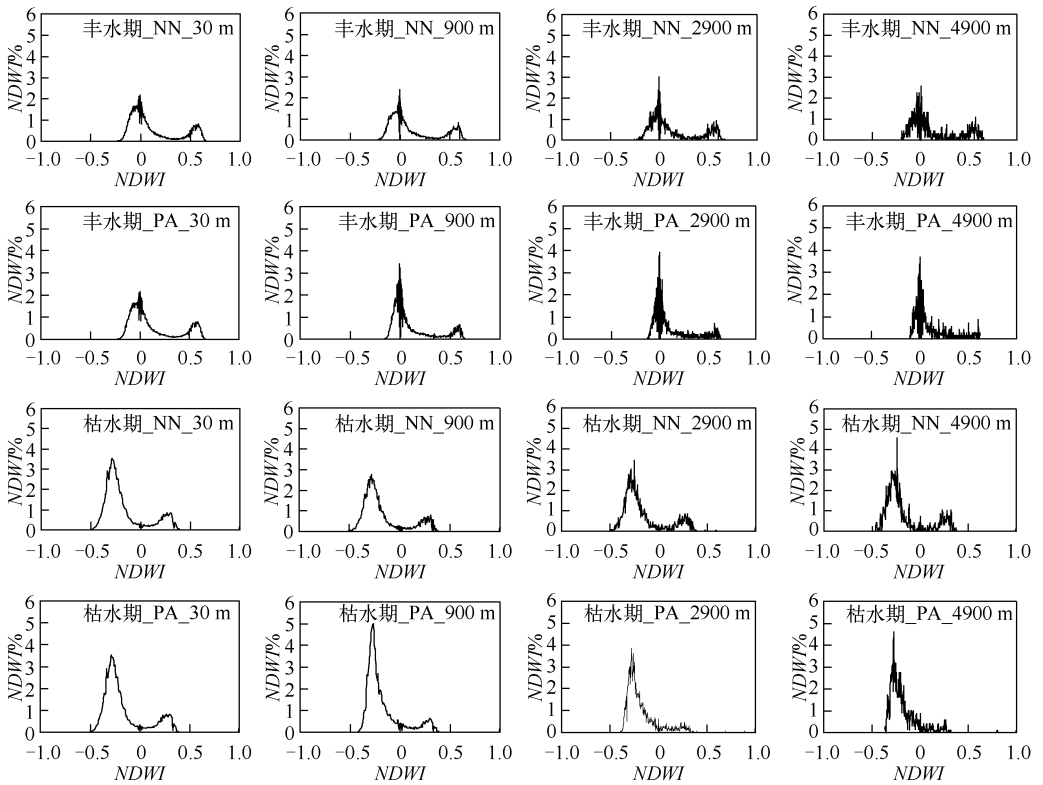 6 6 6 6
丰水期_NN_30 m 丰水期_NN_900 m 丰水期_NN_2900 m 丰水期_NN_4900 m
5 5 5 5
4 4 4 4
NDWI% NDWI% NDWI% NDWI%
3 3 3 3
2 2 2 2
1 1 1 1
0 0 0 0
−1.0 −0.5 0 0.5 1.0 −1.0 −0.5 0 0.5 1.0 −1.0 −0.5 0 0.5 1.0 −1.0 −0.5 0 0.5 1.0
NDWI NDWI NDWI NDWI
6 6 6 6
丰水期_PA_30 m 丰水期_PA_900 m 丰水期_PA_2900 m 丰水期_PA_4900 m
5 5 5 5
4 4 4 4
NDWI% NDWI% NDWI% NDWI%
3 3 3 3
2 2 2 2
1 1 1 1
0 0 0 0
−1.0 −0.5 0 0.5 1.0 −1.0 −0.5 0 0.5 1.0 −1.0 −0.5 0 0.5 1.0 −1.0 −0.5 0 0.5 1.0
NDWI NDWI NDWI NDWI
6 6 6 6
枯水期_NN_30 m 枯水期_NN_900 m 枯水期_NN_2900 m 枯水期_NN_4900 m
5 5 5 5
4 4 4 4
NDWI% NDWI% NDWI% NDWI%
3 3 3 3
2 2 2 2
1 1 1 1
0 0 0 0
−1.0 −0.5 0 0.5 1.0 −1.0 −0.5 0 0.5 1.0 −1.0 −0.5 0 0.5 1.0 −1.0 −0.5 0 0.5 1.0
NDWI NDWI NDWI NDWI
6 6 6 6
枯水期_PA_30 m 枯水期_PA_900 m 枯水期_PA_2900 m 枯水期_PA_4900 m
5 5 5 5
4 4 4 4
NDWI% NDWI% NDWI% NDWI%
3 3 3 3
2 2 2 2
1 1 1 1
0 0 0 0
−1.0 −0.5 0 0.5 1.0 −1.0 −0.5 0 0.5 1.0 −1.0 −0.5 0 0.5 1.0 −1.0 −0.5 0 0.5 1.0
NDWI NDWI NDWI NDWI